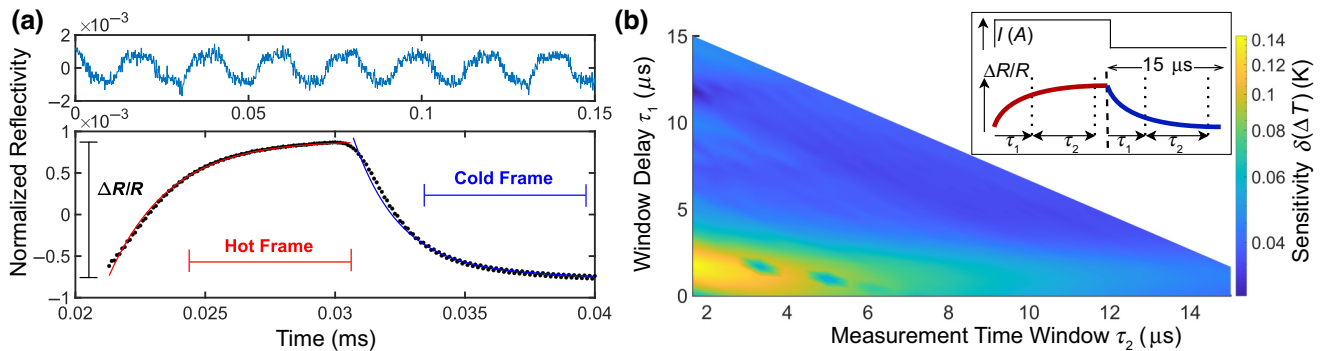 (a)
×10⁻³
Normalized Reflectivity
2
0
−2
0
0.05
0.1
0.15
×10⁻³
1
0.5
0
−0.5
−1
ΔR/R
Hot Frame
Cold Frame
0.02
0.025
0.03
0.035
0.04
Time (ms)
(b)
Window Delay τ₁ (μs)
15
10
5
0
2
4
6
8
10
12
14
Measurement Time Window τ₂ (μs)
I (A)
15 μs
ΔR/R
τ₁
τ₂
τ₁
τ₂
0.14
0.12
0.10
0.08
0.06
0.04
Sensitivity δ(ΔT) (K)